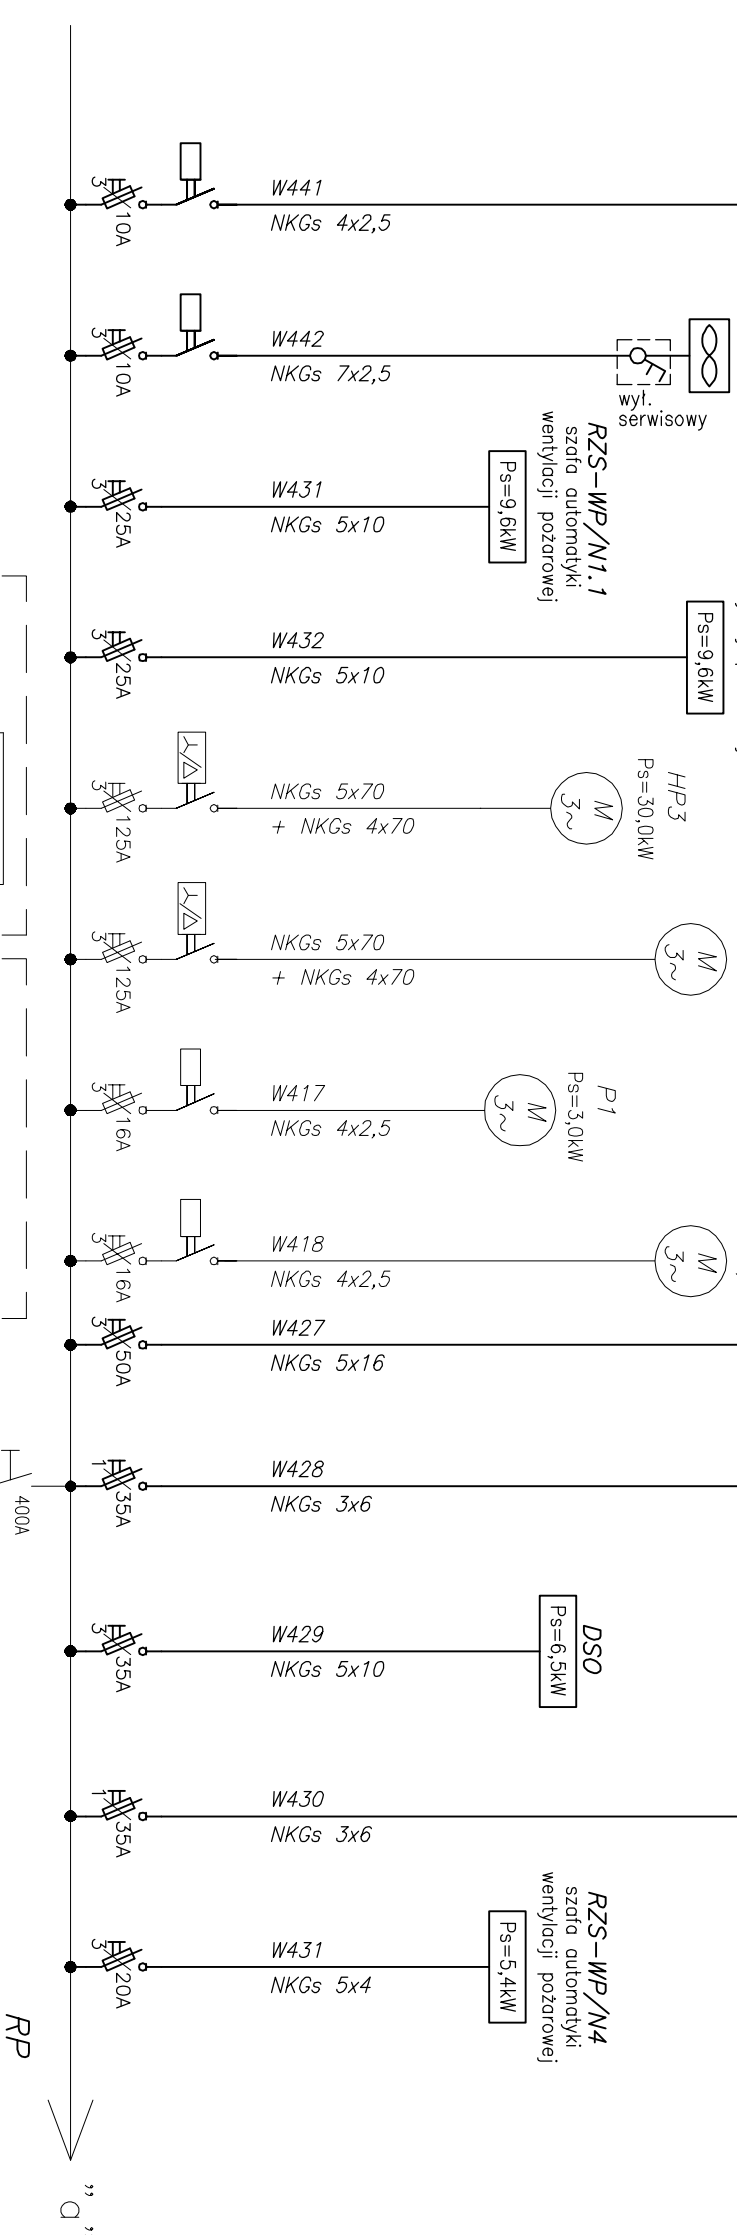 W441
NKGs 4x2,5
3
10A
W442
NKGs 7x2,5
3
10A
wył.
serwisowy
RZS-WP/N1.1
szafa automatyki
wentylacji pożarowej
Ps=9,6kW
W431
NKGs 5x10
3
25A
W432
NKGs 5x10
3
25A
Ps=9,6kW
HP3
Ps=30,0kW
M
3~
NKGs 5x70
+ NKGs 4x70
3
125A
M
3~
NKGs 5x70
+ NKGs 4x70
3
125A
P1
Ps=3,0kW
M
3~
W417
NKGs 4x2,5
3
16A
M
3~
W418
NKGs 4x2,5
3
16A
W427
NKGs 5x16
3
50A
W428
NKGs 3x6
1
35A
400A
DSO
Ps=6,5kW
W429
NKGs 5x10
3
35A
W430
NKGs 3x6
1
35A
RZS-WP/N4
szafa automatyki
wentylacji pożarowej
Ps=5,4kW
W431
NKGs 5x4
3
20A
RP
"a"